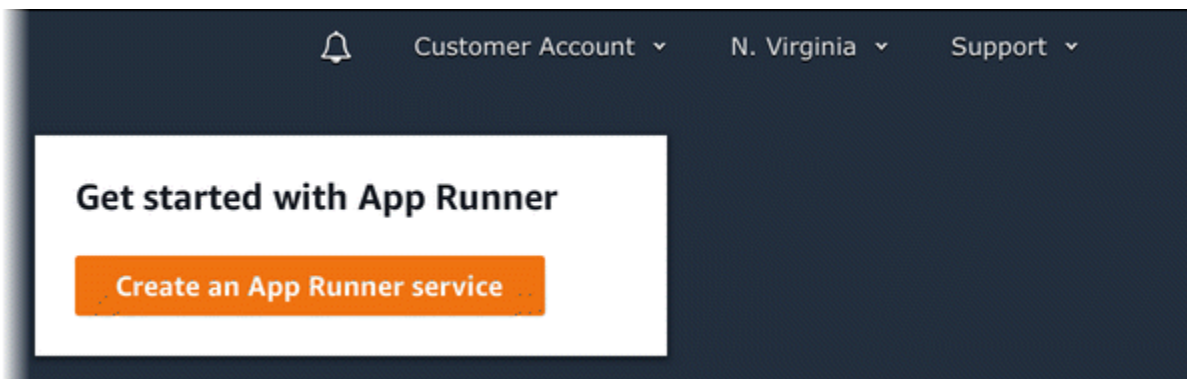 Customer Account N. Virginia Support
Get started with App Runner
Create an App Runner service